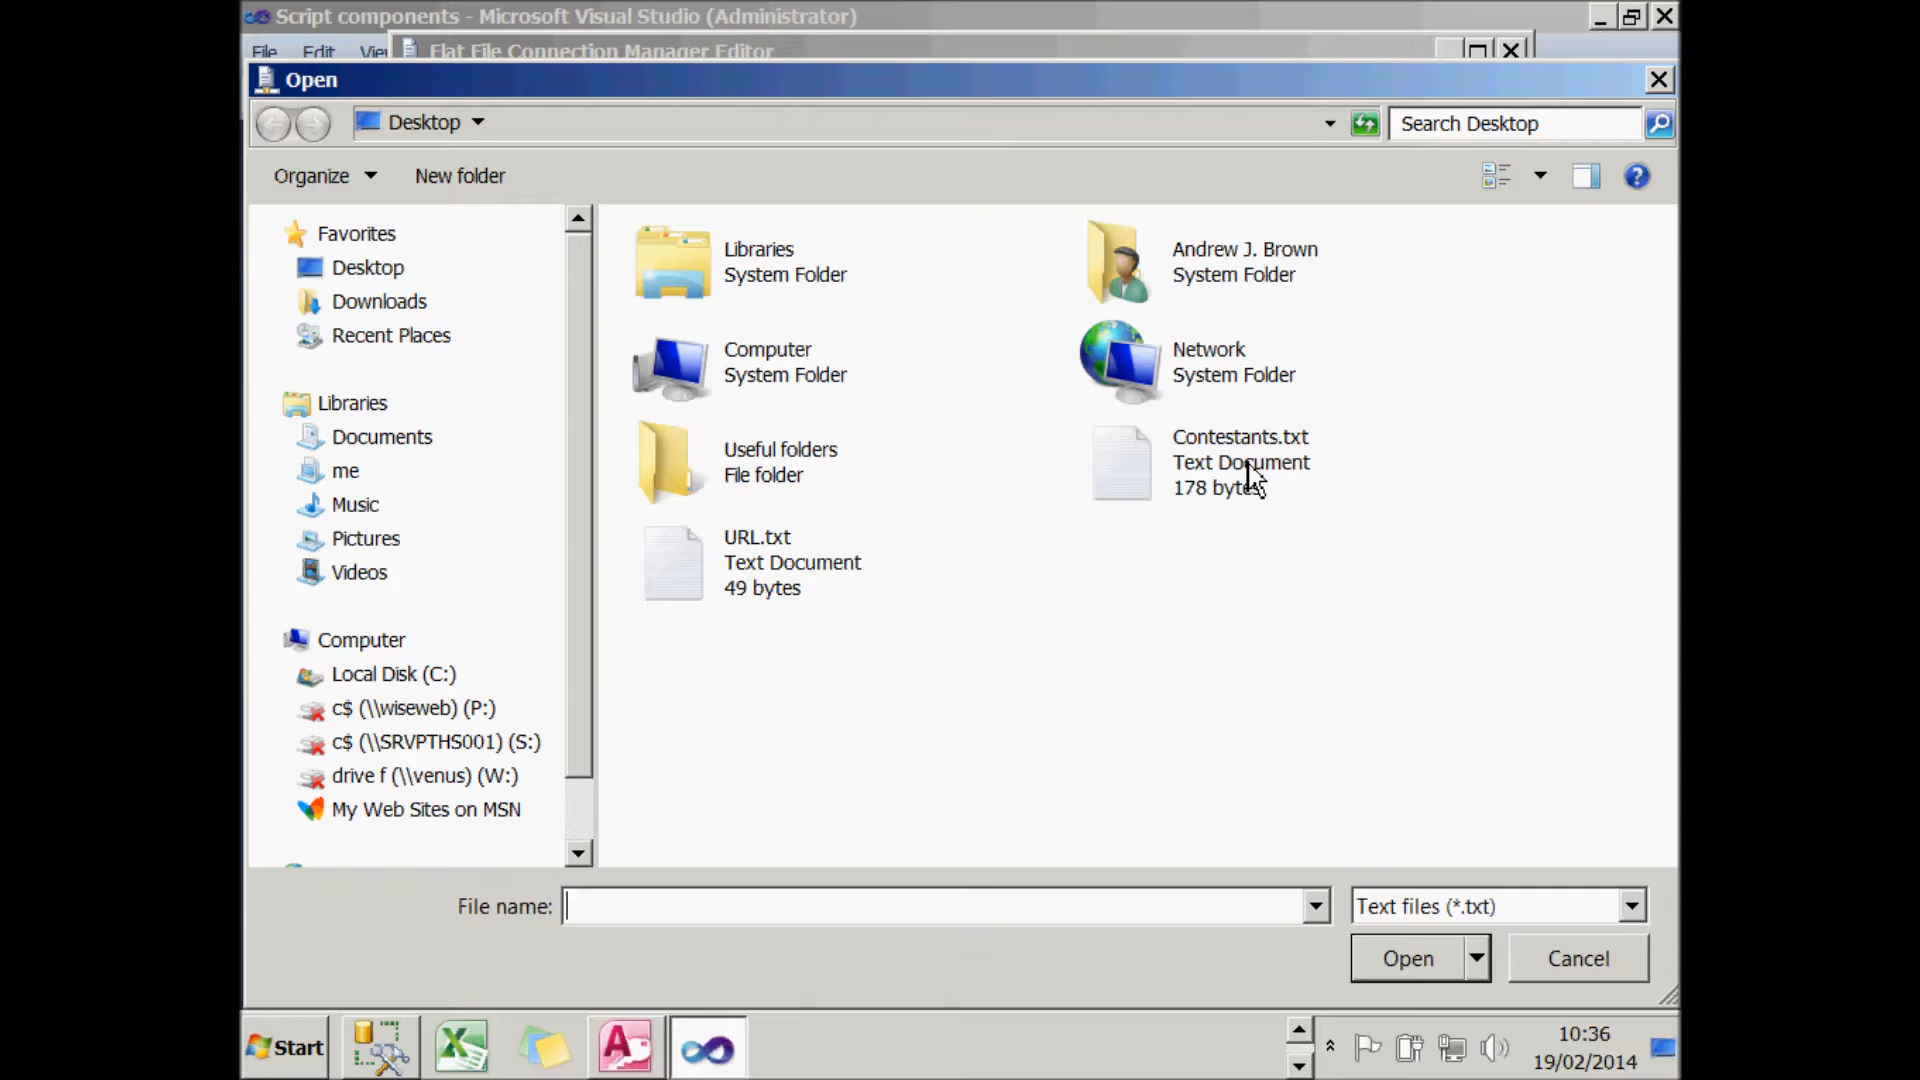 Script components - Microsoft Visual Studio (Administrator)
File Edit View
Flat File Connection Manager Editor
Open
Desktop
Search Desktop
Organize
New folder
Favorites
Desktop
Downloads
Recent Places
Libraries
Documents
me
Music
Pictures
Videos
Computer
Local Disk (C:)
c$ (\\wiseweb) (P:)
c$ (\\SRVPTHS001) (S:)
drive f (\\venus) (W:)
My Web Sites on MSN
Libraries
System Folder
Andrew J. Brown
System Folder
Computer
System Folder
Network
System Folder
Useful folders
File folder
Contestants.txt
Text Document
178 bytes
URL.txt
Text Document
49 bytes
File name:
Text files (*.txt)
Open
Cancel
Start
10:36
19/02/2014